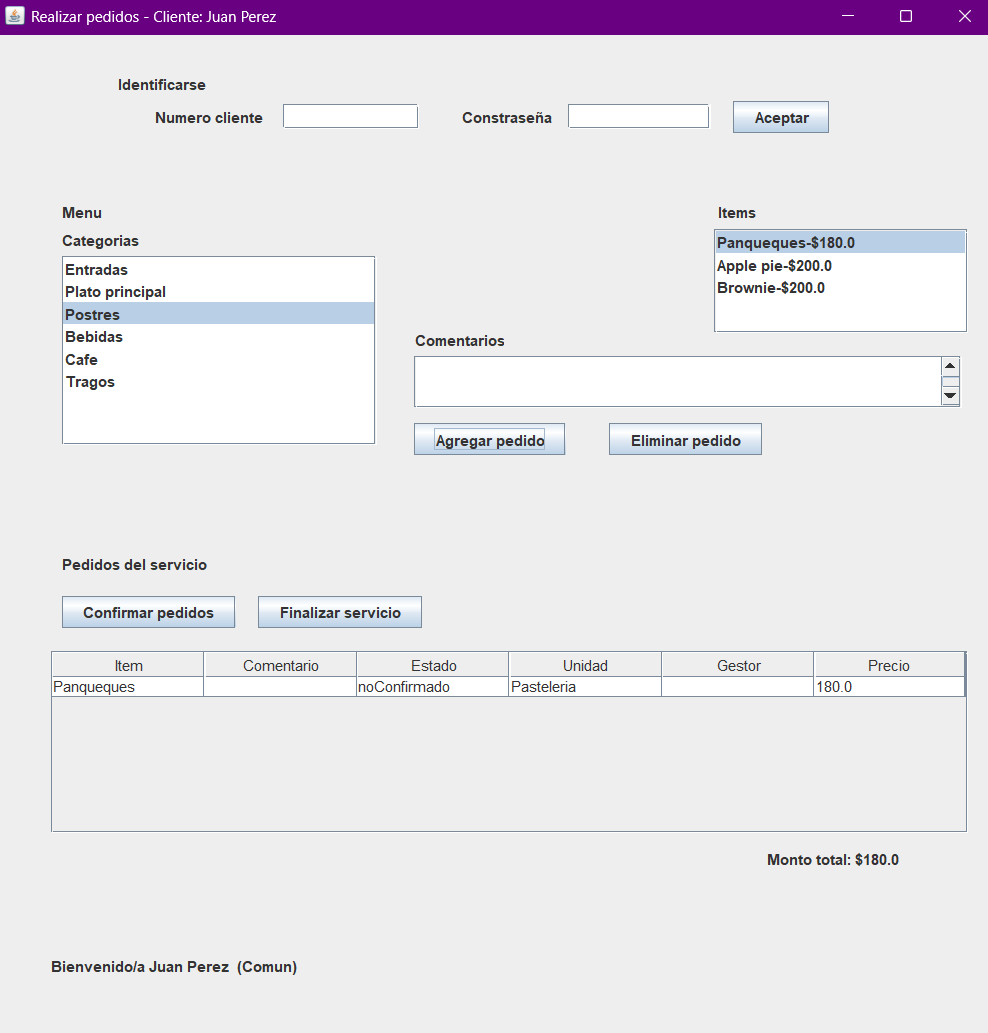 Realizar pedidos - Cliente: Juan Perez
Identificarse
Numero cliente Constraseña Aceptar
Menu
Categorias
Entradas
Plato principal
Postres
Bebidas
Cafe
Tragos
Items
Panqueques-$180.0
Apple pie-$200.0
Brownie-$200.0
Comentarios
Agregar pedido Eliminar pedido
Pedidos del servicio
Confirmar pedidos Finalizar servicio
Item Comentario Estado Unidad Gestor Precio
Panqueques noConfirmado Pasteleria 180.0
Monto total: $180.0
Bienvenido/a Juan Perez (Comun)